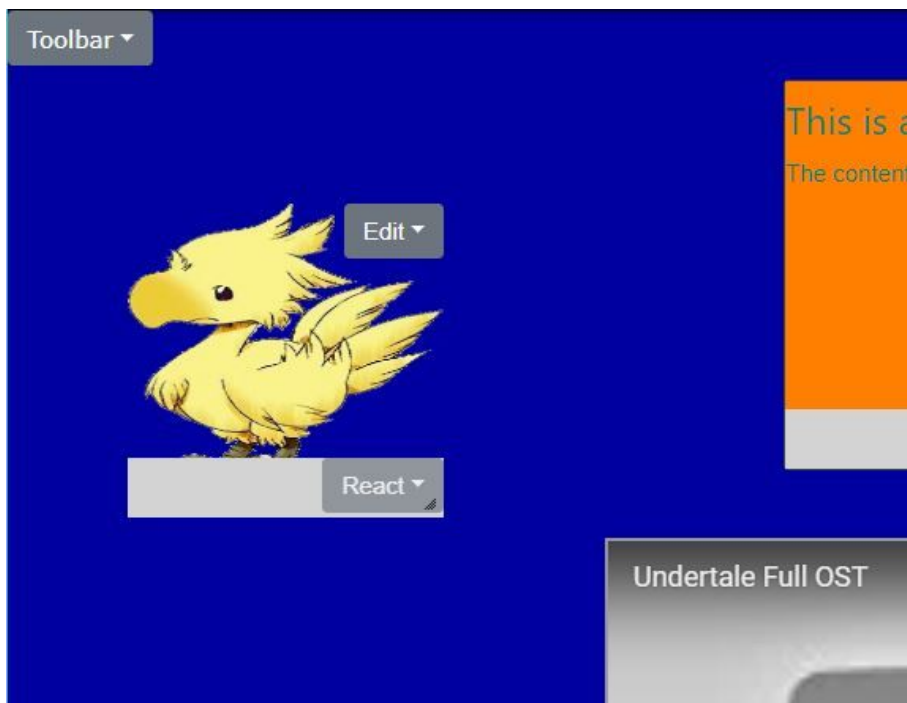 Toolbar
This is
The content
Edit
React
Undertale Full OST